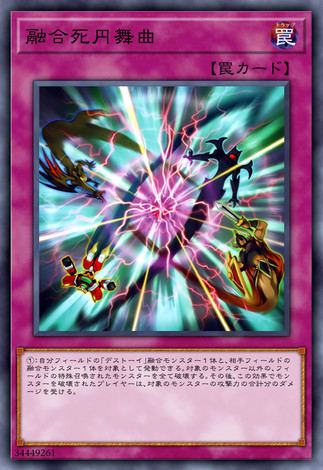 融合死円舞曲
トラップ
罠
【罠カード】
①:自分フィールドの「デストーイ」融合モンスター１体と、相手フィールドの
融合モンスター１体を対象として発動できる。対象のモンスター以外の、フィ
ールドの特殊召喚されたモンスターを全て破壊する。その後、この効果でモン
スターを破壊されたプレイヤーは、対象のモンスターの攻撃力の合計分のダメ
ージを受ける。
34449261